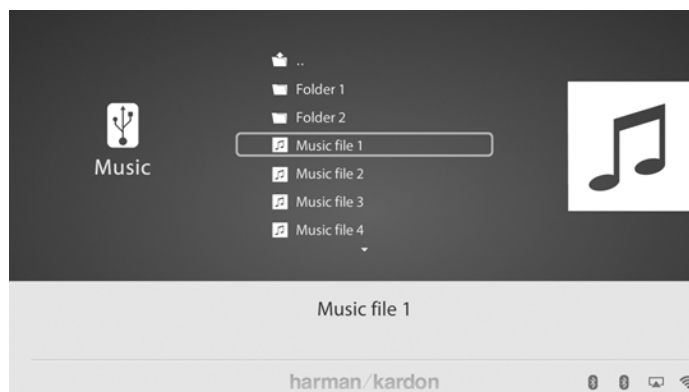 ..
Folder 1
Folder 2
Music file 1
Music
Music file 2
Music file 3
Music file 4
Music file 1
harman/kardon